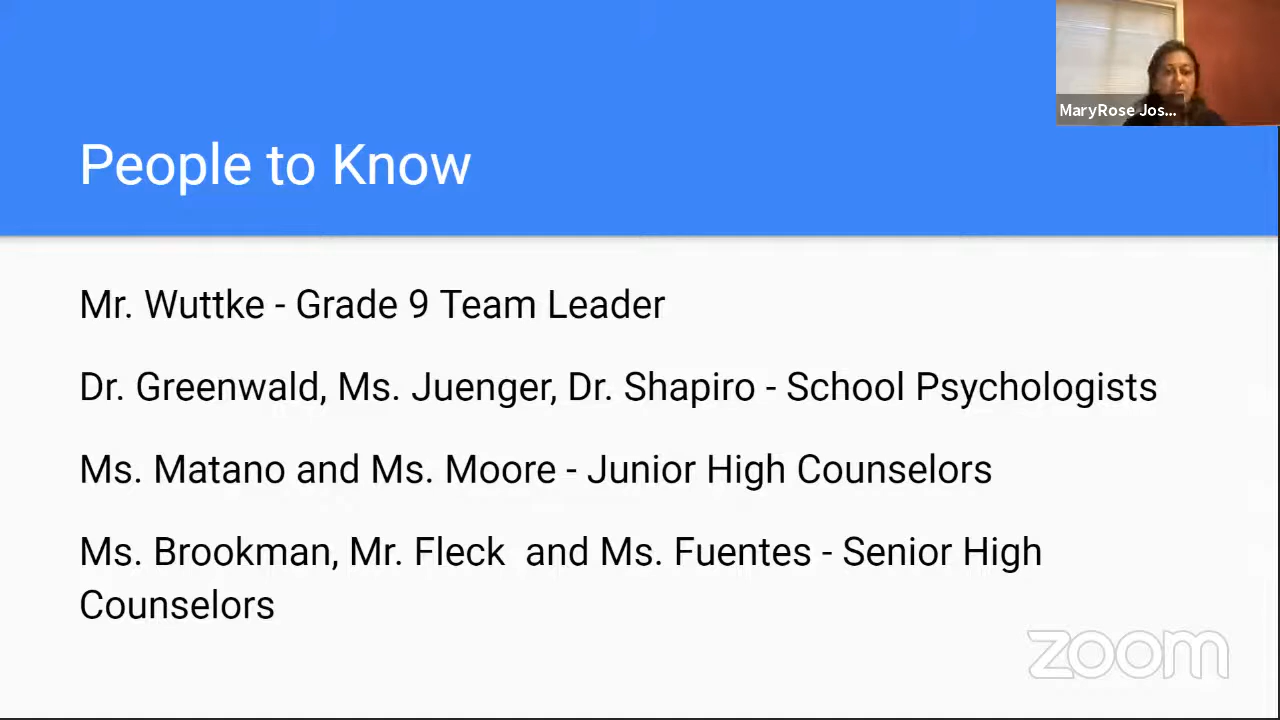 MaryRose Jos...
People to Know
Mr. Wuttke - Grade 9 Team Leader
Dr. Greenwald, Ms. Juenger, Dr. Shapiro - School Psychologists
Ms. Matano and Ms. Moore - Junior High Counselors
Ms. Brookman, Mr. Fleck  and Ms. Fuentes - Senior High
Counselors
zoom